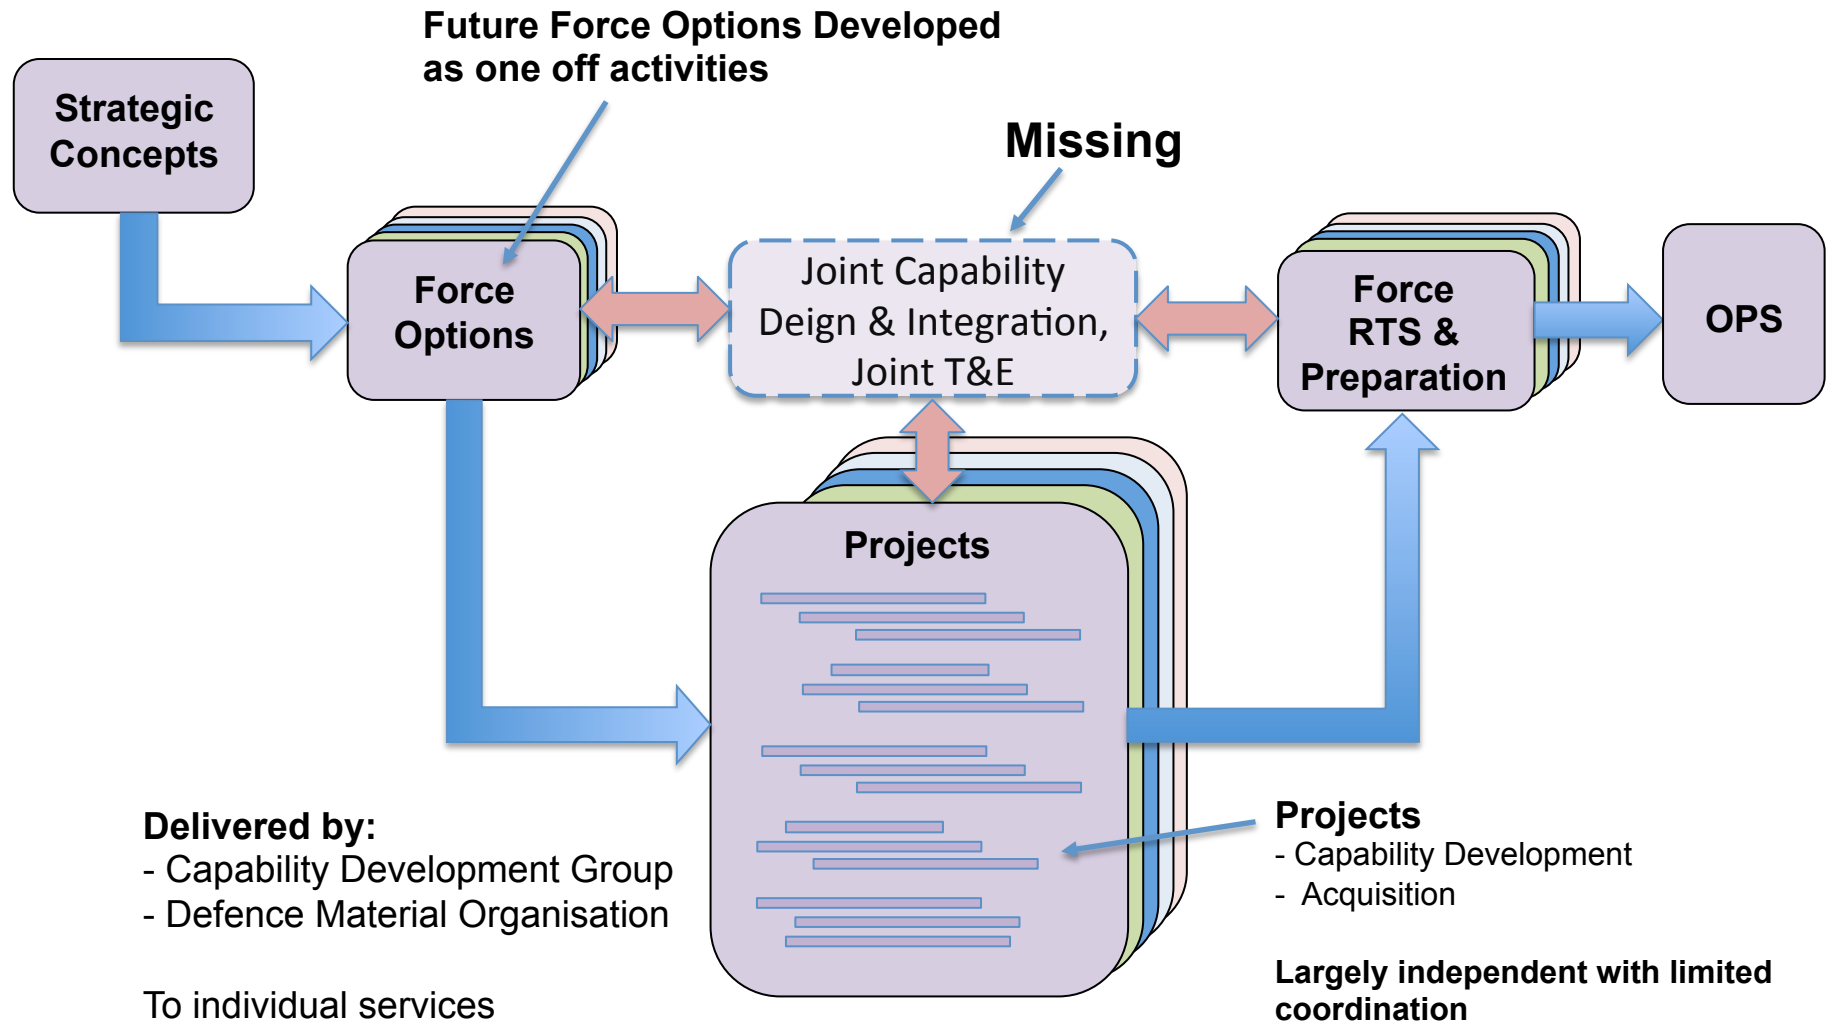 Future Force Options Developed
as one off activities
Strategic
Concepts
Missing
Force
Options
Joint Capability
Deign & Integration,
Joint T&E
Force
RTS &
Preparation
OPS
Projects
Delivered by:
- Capability Development Group
- Defence Material Organisation
To individual services
Projects
- Capability Development
- Acquisition
Largely independent with limited
coordination